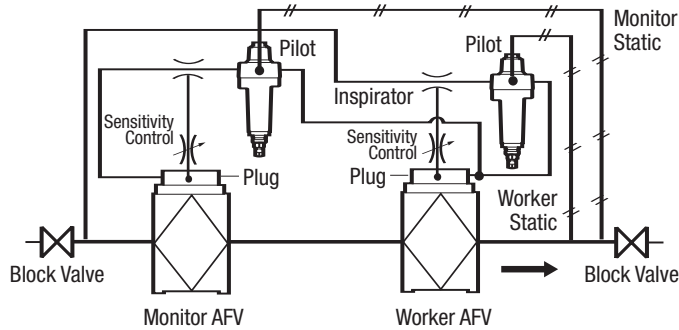 Monitor
Static
Pilot
Pilot
Inspirator
Sensitivity
Control
Sensitivity
Control
Plug
Plug
Worker
Static
Block Valve
Block Valve
Monitor AFV
Worker AFV